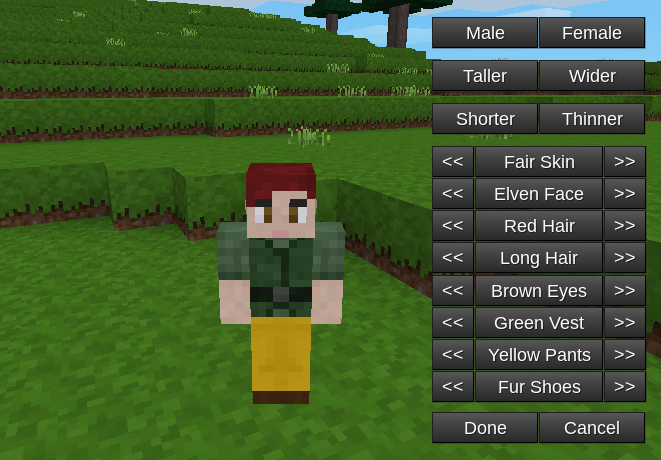 Male Female
Taller Wider
Shorter Thinner
<< Fair Skin >>
<< Elven Face >>
<< Red Hair >>
<< Long Hair >>
<< Brown Eyes >>
<< Green Vest >>
<< Yellow Pants >>
<< Fur Shoes >>
Done Cancel